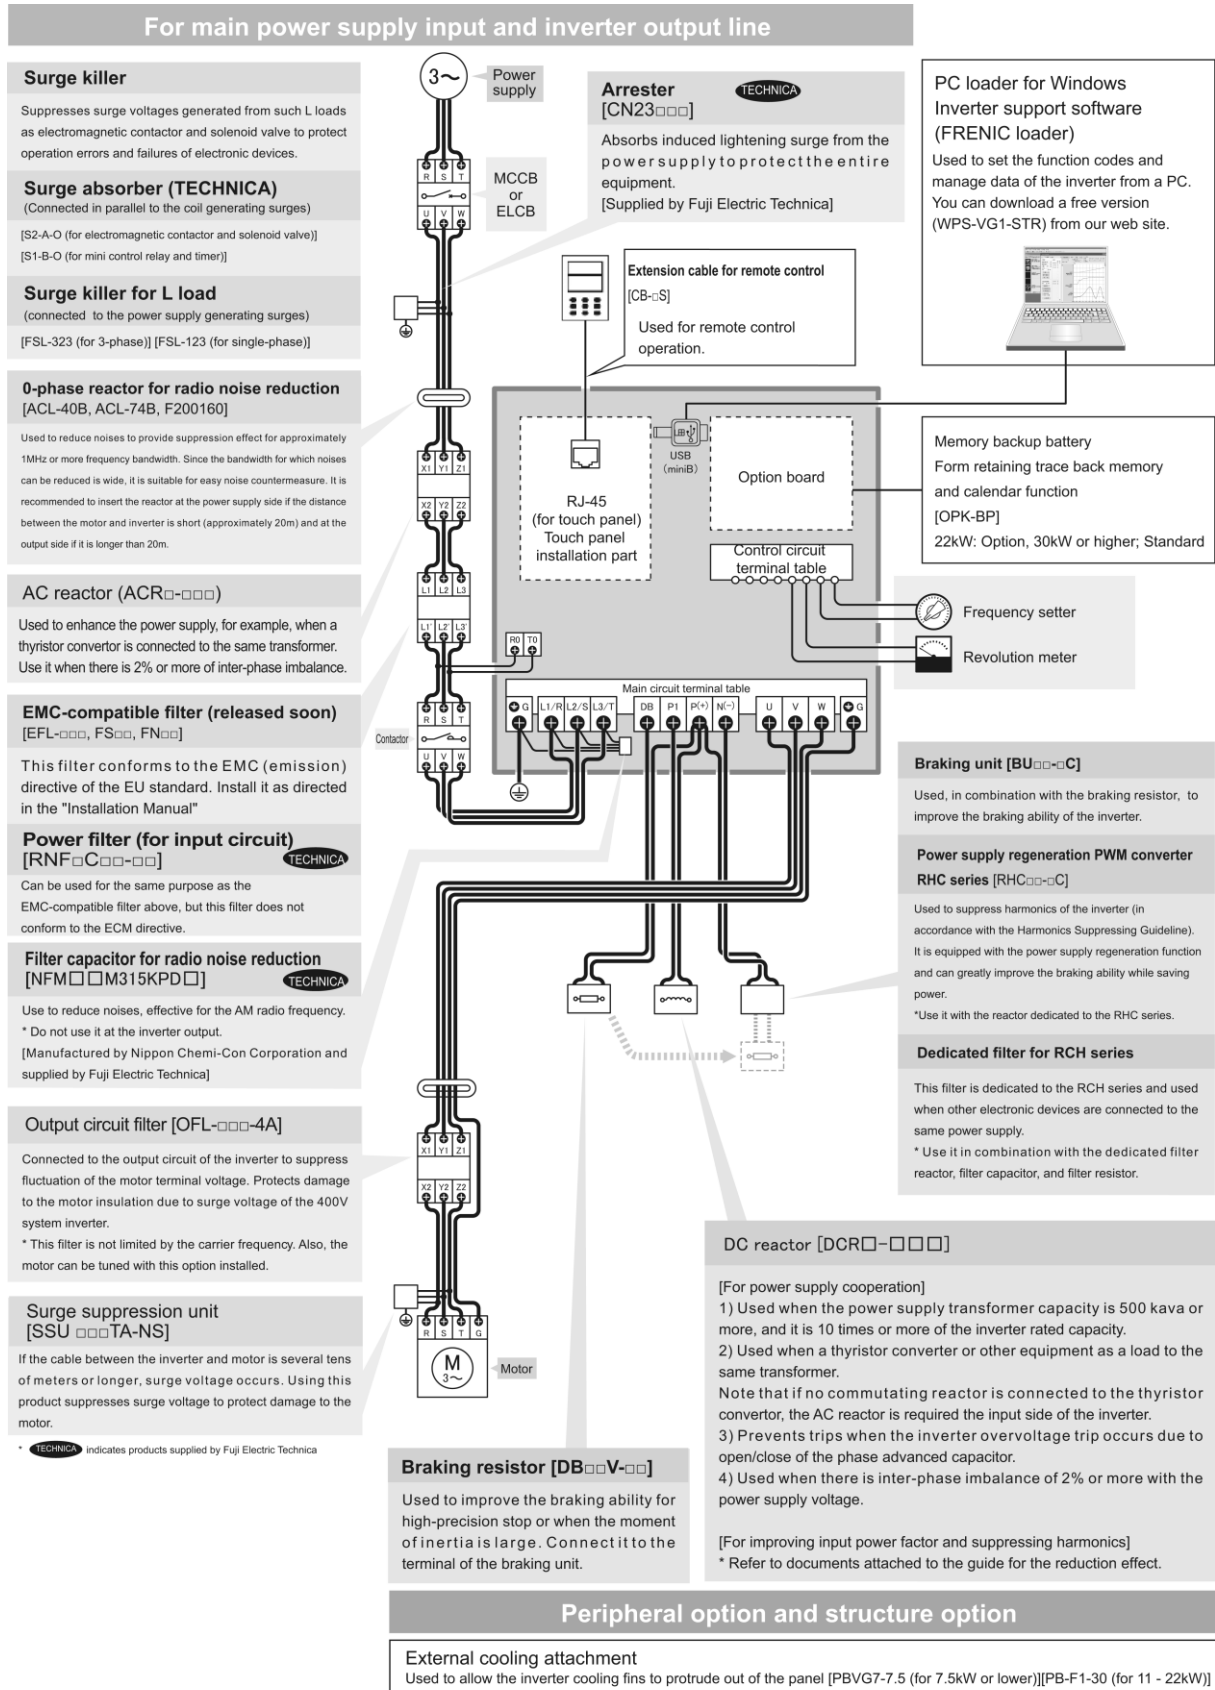 For main power supply input and inverter output line
Surge killer
Suppresses surge voltages generated from such L loads
as electromagnetic contactor and solenoid valve to protect
operation errors and failures of electronic devices.
Surge absorber (TECHNICA)
(Connected in parallel to the coil generating surges)
[S2-A-O (for electromagnetic contactor and solenoid valve)]
[S1-B-O (for mini control relay and timer)]
Surge killer for L load
(connected to the power supply generating surges)
[FSL-323 (for 3-phase)] [FSL-123 (for single-phase)]
0-phase reactor for radio noise reduction
[ACL-40B, ACL-74B, F200160]
Used to reduce noises to provide suppression effect for approximately
1MHz or more frequency bandwidth. Since the bandwidth for which noises
can be reduced is wide, it is suitable for easy noise countermeasure. It is
recommended to insert the reactor at the power supply side if the distance
between the motor and inverter is short (approximately 20m) and at the
output side if it is longer than 20m.
AC reactor (ACR□-□□□)
Used to enhance the power supply, for example, when a
thyristor convertor is connected to the same transformer.
Use it when there is 2% or more of inter-phase imbalance.
EMC-compatible filter (released soon)
[EFL-□□□, FS□□, FN□□]
This filter conforms to the EMC (emission)
directive of the EU standard. Install it as directed
in the "Installation Manual"
Power filter (for input circuit)
[RNF□C□□-□□]
TECHNICA
Can be used for the same purpose as the
EMC-compatible filter above, but this filter does not
conform to the ECM directive.
Filter capacitor for radio noise reduction
[NFM□□M315KPD□]
TECHNICA
Use to reduce noises, effective for the AM radio frequency.
* Do not use it at the inverter output.
[Manufactured by Nippon Chemi-Con Corporation and
supplied by Fuji Electric Technica]
Output circuit filter [OFL-□□□-4A]
Connected to the output circuit of the inverter to suppress
fluctuation of the motor terminal voltage. Protects damage
to the motor insulation due to surge voltage of the 400V
system inverter.
* This filter is not limited by the carrier frequency. Also, the
motor can be tuned with this option installed.
Surge suppression unit
[SSU □□□TA-NS]
If the cable between the inverter and motor is several tens
of meters or longer, surge voltage occurs. Using this
product suppresses surge voltage to protect damage to the
motor.
* TECHNICA indicates products supplied by Fuji Electric Technica
3~
Power
supply
R S T
U V W
MCCB
or
ELCB
X1 Y1 Z1
X2 Y2 Z2
L1 L2 L3
L1' L2' L3'
R S T
U V W
Contactor
X1 Y1 Z1
X2 Y2 Z2
R S T G
M
3~
Motor
Arrester
[CN23□□□]
TECHNICA
Absorbs induced lightening surge from the
power supply to protect the entire
equipment.
[Supplied by Fuji Electric Technica]
Extension cable for remote control
[CB-□S]
Used for remote control
operation.
PC loader for Windows
Inverter support software
(FRENIC loader)
Used to set the function codes and
manage data of the inverter from a PC.
You can download a free version
(WPS-VG1-STR) from our web site.
RJ-45
(for touch panel)
Touch panel
installation part
USB
(miniB)
Option board
Control circuit
terminal table
Memory backup battery
Form retaining trace back memory
and calendar function
[OPK-BP]
22kW: Option, 30kW or higher; Standard
Frequency setter
Revolution meter
R0 T0
Main circuit terminal table
G L1/R L2/S L3/T DB P1 P(+) N(-) U V W G
Braking unit [BU□□-□C]
Used, in combination with the braking resistor, to
improve the braking ability of the inverter.
Power supply regeneration PWM converter
RHC series [RHC□□-□C]
Used to suppress harmonics of the inverter (in
accordance with the Harmonics Suppressing Guideline).
It is equipped with the power supply regeneration function
and can greatly improve the braking ability while saving
power.
*Use it with the reactor dedicated to the RHC series.
Dedicated filter for RCH series
This filter is dedicated to the RCH series and used
when other electronic devices are connected to the
same power supply.
* Use it in combination with the dedicated filter
reactor, filter capacitor, and filter resistor.
DC reactor [DCR□-□□□]
[For power supply cooperation]
1) Used when the power supply transformer capacity is 500 kava or
more, and it is 10 times or more of the inverter rated capacity.
2) Used when a thyristor converter or other equipment as a load to the
same transformer.
Note that if no commutating reactor is connected to the thyristor
convertor, the AC reactor is required the input side of the inverter.
3) Prevents trips when the inverter overvoltage trip occurs due to
open/close of the phase advanced capacitor.
4) Used when there is inter-phase imbalance of 2% or more with the
power supply voltage.
[For improving input power factor and suppressing harmonics]
* Refer to documents attached to the guide for the reduction effect.
Braking resistor [DB□□V-□□]
Used to improve the braking ability for
high-precision stop or when the moment
of inertia is large. Connect it to the
terminal of the braking unit.
Peripheral option and structure option
External cooling attachment
Used to allow the inverter cooling fins to protrude out of the panel [PBVG7-7.5 (for 7.5kW or lower)][PB-F1-30 (for 11 - 22kW)]